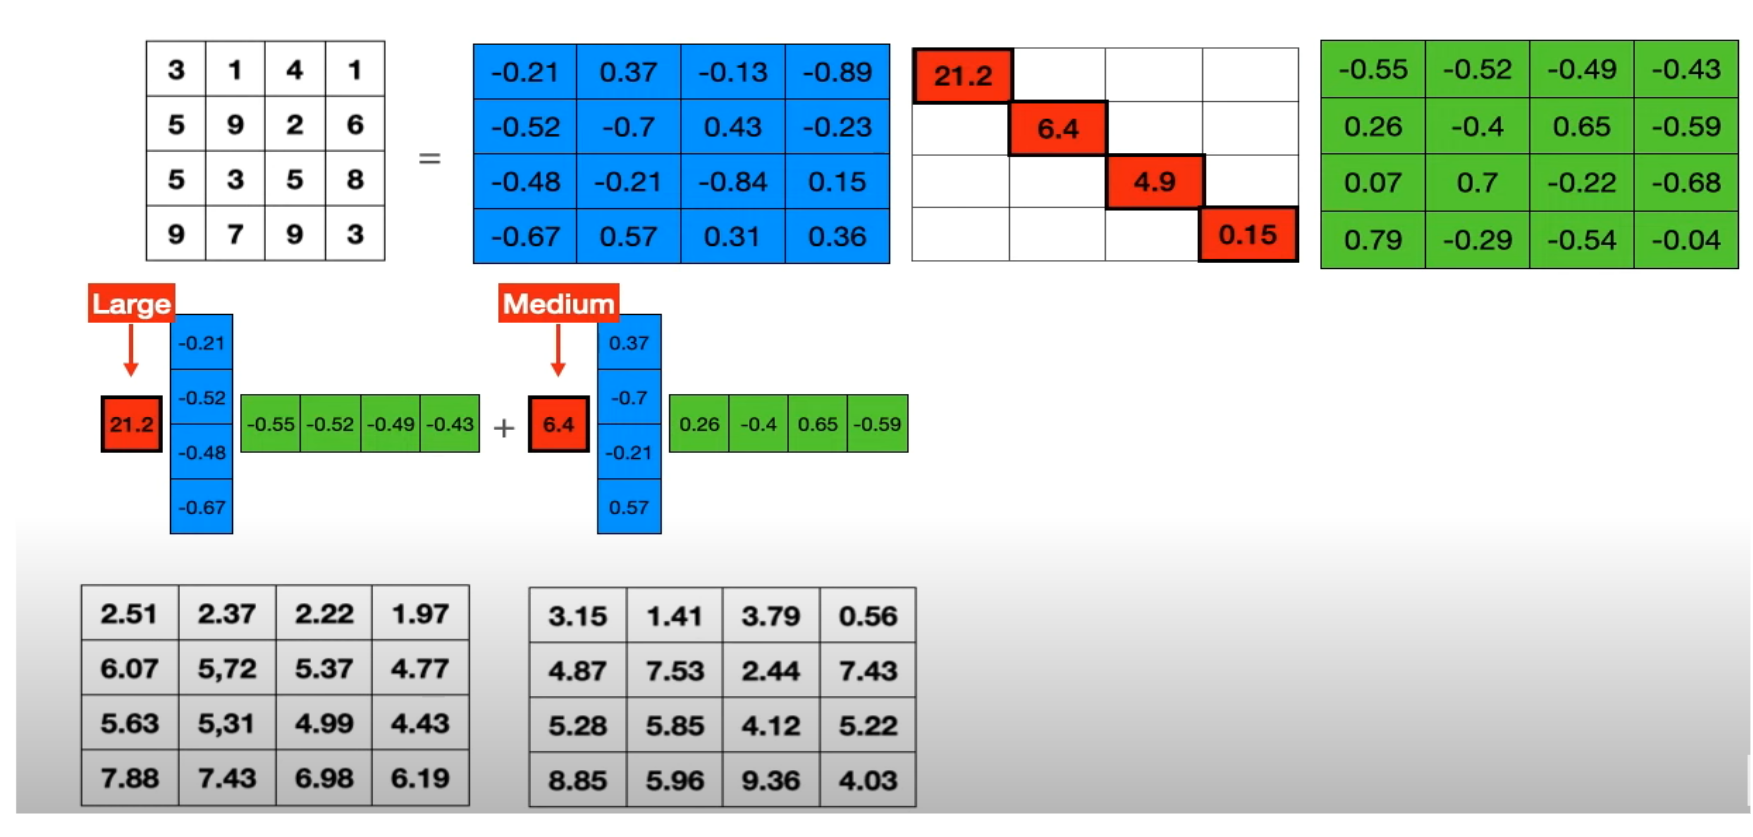 3 1 4 1 -0.21 0.37 -0.13 -0.89 21.2 -0.55 -0.52 -0.49 -0.43
5 9 2 6 -0.52 -0.7 0.43 -0.23 6.4 0.26 -0.4 0.65 -0.59
=
5 3 5 8 -0.48 -0.21 -0.84 0.15 4.9 0.07 0.7 -0.22 -0.68
9 7 9 3 -0.67 0.57 0.31 0.36 0.15 0.79 -0.29 -0.54 -0.04
Large Medium
-0.21 0.37
-0.52 -0.7
21.2 -0.55 -0.52 -0.49 -0.43 + 6.4 0.26 -0.4 0.65 -0.59
-0.48 -0.21
-0.67 0.57
2.51 2.37 2.22 1.97 3.15 1.41 3.79 0.56
6.07 5,72 5.37 4.77 4.87 7.53 2.44 7.43
5.63 5,31 4.99 4.43 5.28 5.85 4.12 5.22
7.88 7.43 6.98 6.19 8.85 5.96 9.36 4.03